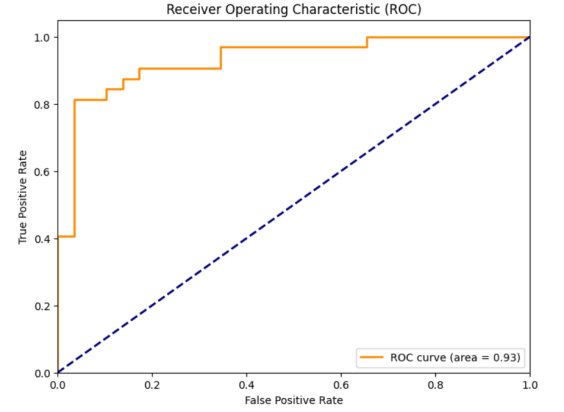 Receiver Operating Characteristic (ROC)
1.0
0.8
0.6
0.4
0.2
0.0
True Positive Rate
ROC curve (area = 0.93)
0.0 0.2 0.4 0.6 0.8 1.0
False Positive Rate